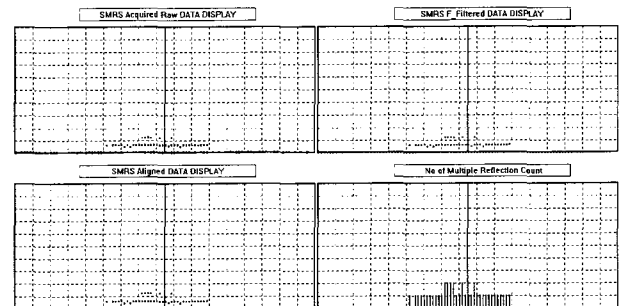 SMRS Acquired Raw DATA DISPLAY
SMRS F_Filtered DATA DISPLAY
SMRS Aligned DATA DISPLAY
No of Multiple Reflection Count